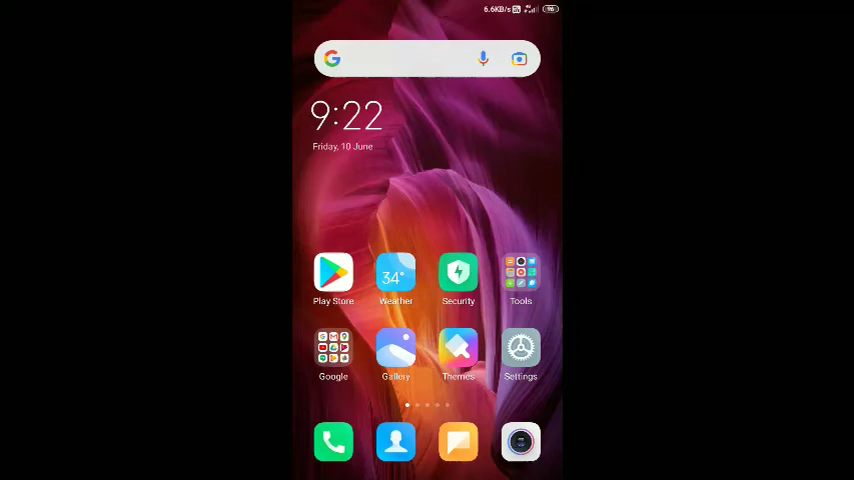 6.6KB/s
9:22
Friday, 10 June
34°
Play Store
Weather
Security
Tools
Google
Gallery
Themes
Settings